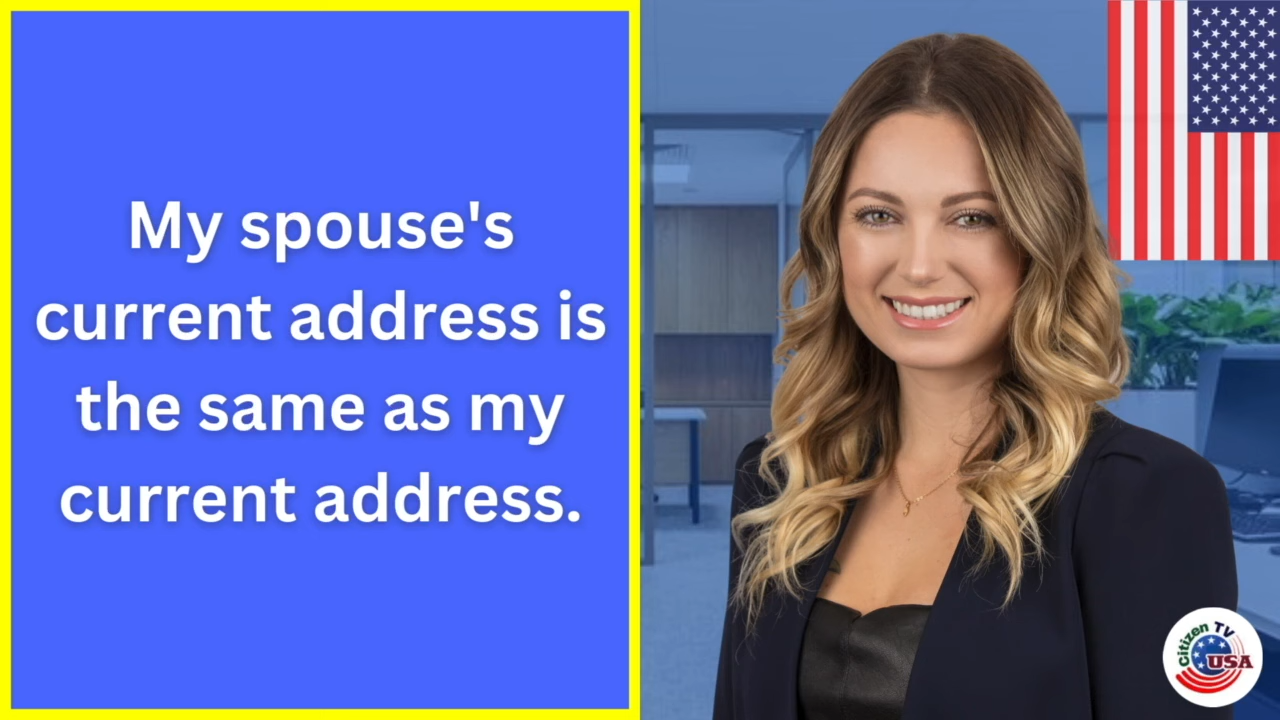 My spouse's
current address is
the same as my
current address.
Citizen TV
USA